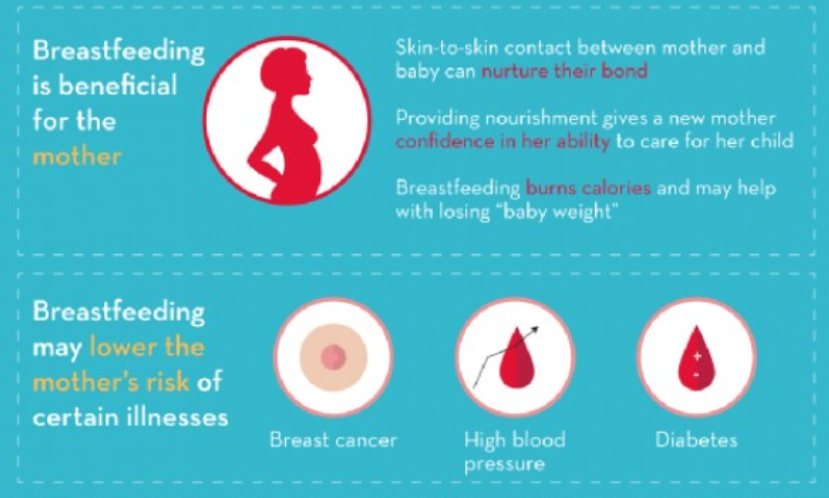 Breastfeeding
is beneficial
for the
mother
Skin-to-skin contact between mother and
baby can nurture their bond
Providing nourishment gives a new mother
confidence in her ability to care for her child
Breastfeeding burns calories and may help
with losing "baby weight"
Breastfeeding
may lower the
mother's risk of
certain illnesses
Breast cancer
High blood
pressure
Diabetes